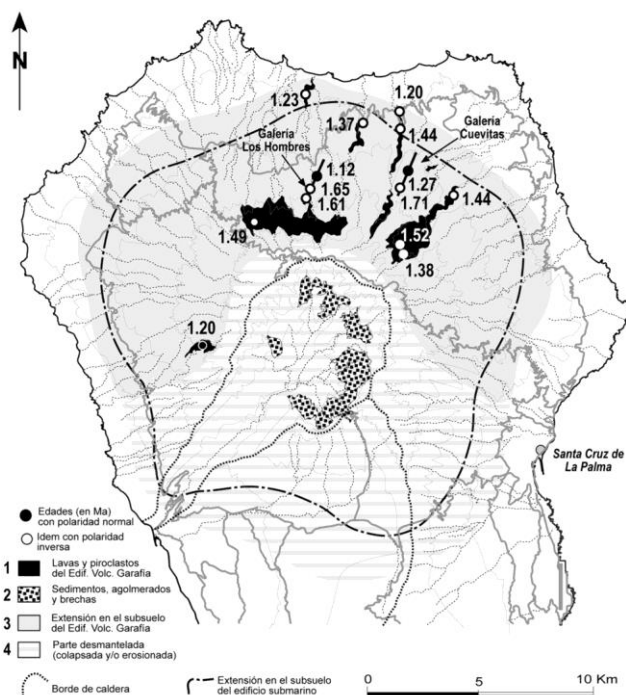 N
1.23
1.20
1.37
1.44
Galería
Cuevitas
Galería
Los Hombres
1.12
1.65
1.61
1.27
1.71
1.44
1.49
1.52
1.38
1.20
Santa Cruz de
La Palma
Edades (en Ma)
con polaridad normal
Idem con polaridad
inversa
1 Lavas y piroclastos
del Edif. Volc. Garafía
2 Sedimentos, agolmerados
y brechas
3 Extensión en el subsuelo
del Edif. Volc. Garafía
4 Parte desmantelada
(colapsada y/o erosionada)
Borde de caldera
Extensión en el subsuelo
del edificio submarino
0 5 10 Km